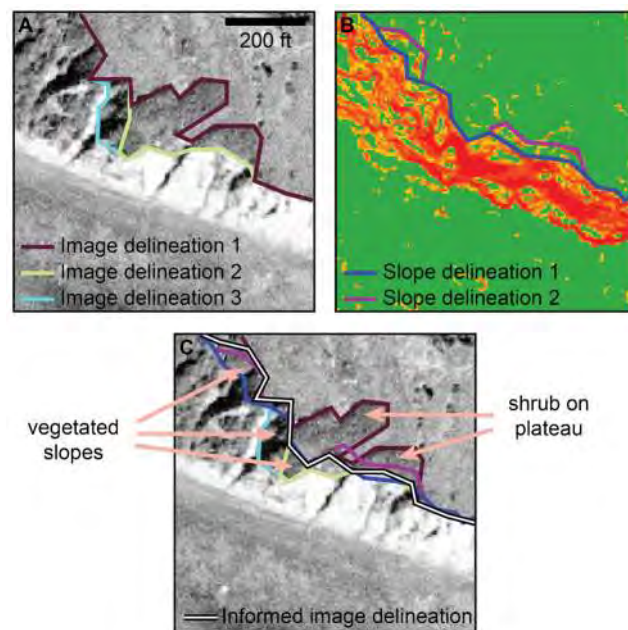 A
200 ft
Image delineation 1
Image delineation 2
Image delineation 3
B
Slope delineation 1
Slope delineation 2
C
vegetated
slopes
shrub on
plateau
Informed image delineation